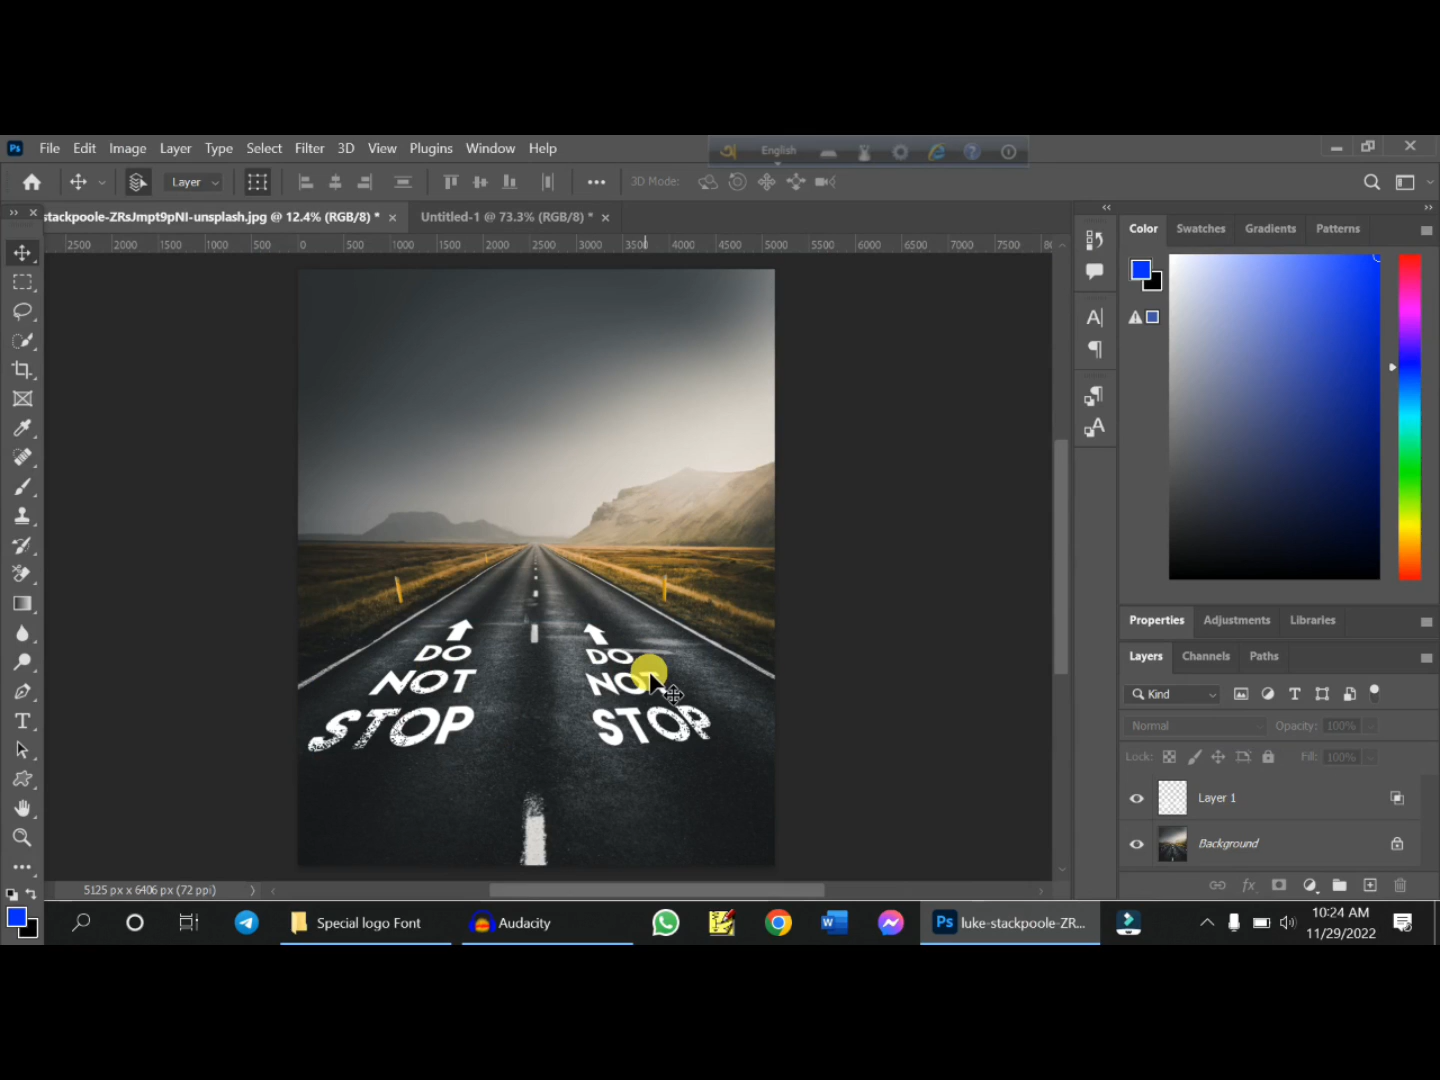 Ps File Edit Image Layer Type Select Filter 3D View Plugins Window Help
অ English
Layer 3D Mode:
stackpoole-ZRsJmpt9pNI-unsplash.jpg @ 12.4% (RGB/8) * × Untitled-1 @ 73.3% (RGB/8) * ×
2500 2000 1500 1000 500 0 500 1000 1500 2000 2500 3000 3500 4000 4500 5000 5500 6000 6500 7000 7500
Color Swatches Gradients Patterns
DO
NOT
STOP
DO
NOT
STOP
Properties Adjustments Libraries
Layers Channels Paths
Kind
Normal Opacity: 100%
Lock: Fill: 100%
Layer 1
Background
fx
5125 px x 6406 px (72 ppi)
Special logo Font Audacity Ps luke-stackpoole-ZR...
10:24 AM
11/29/2022